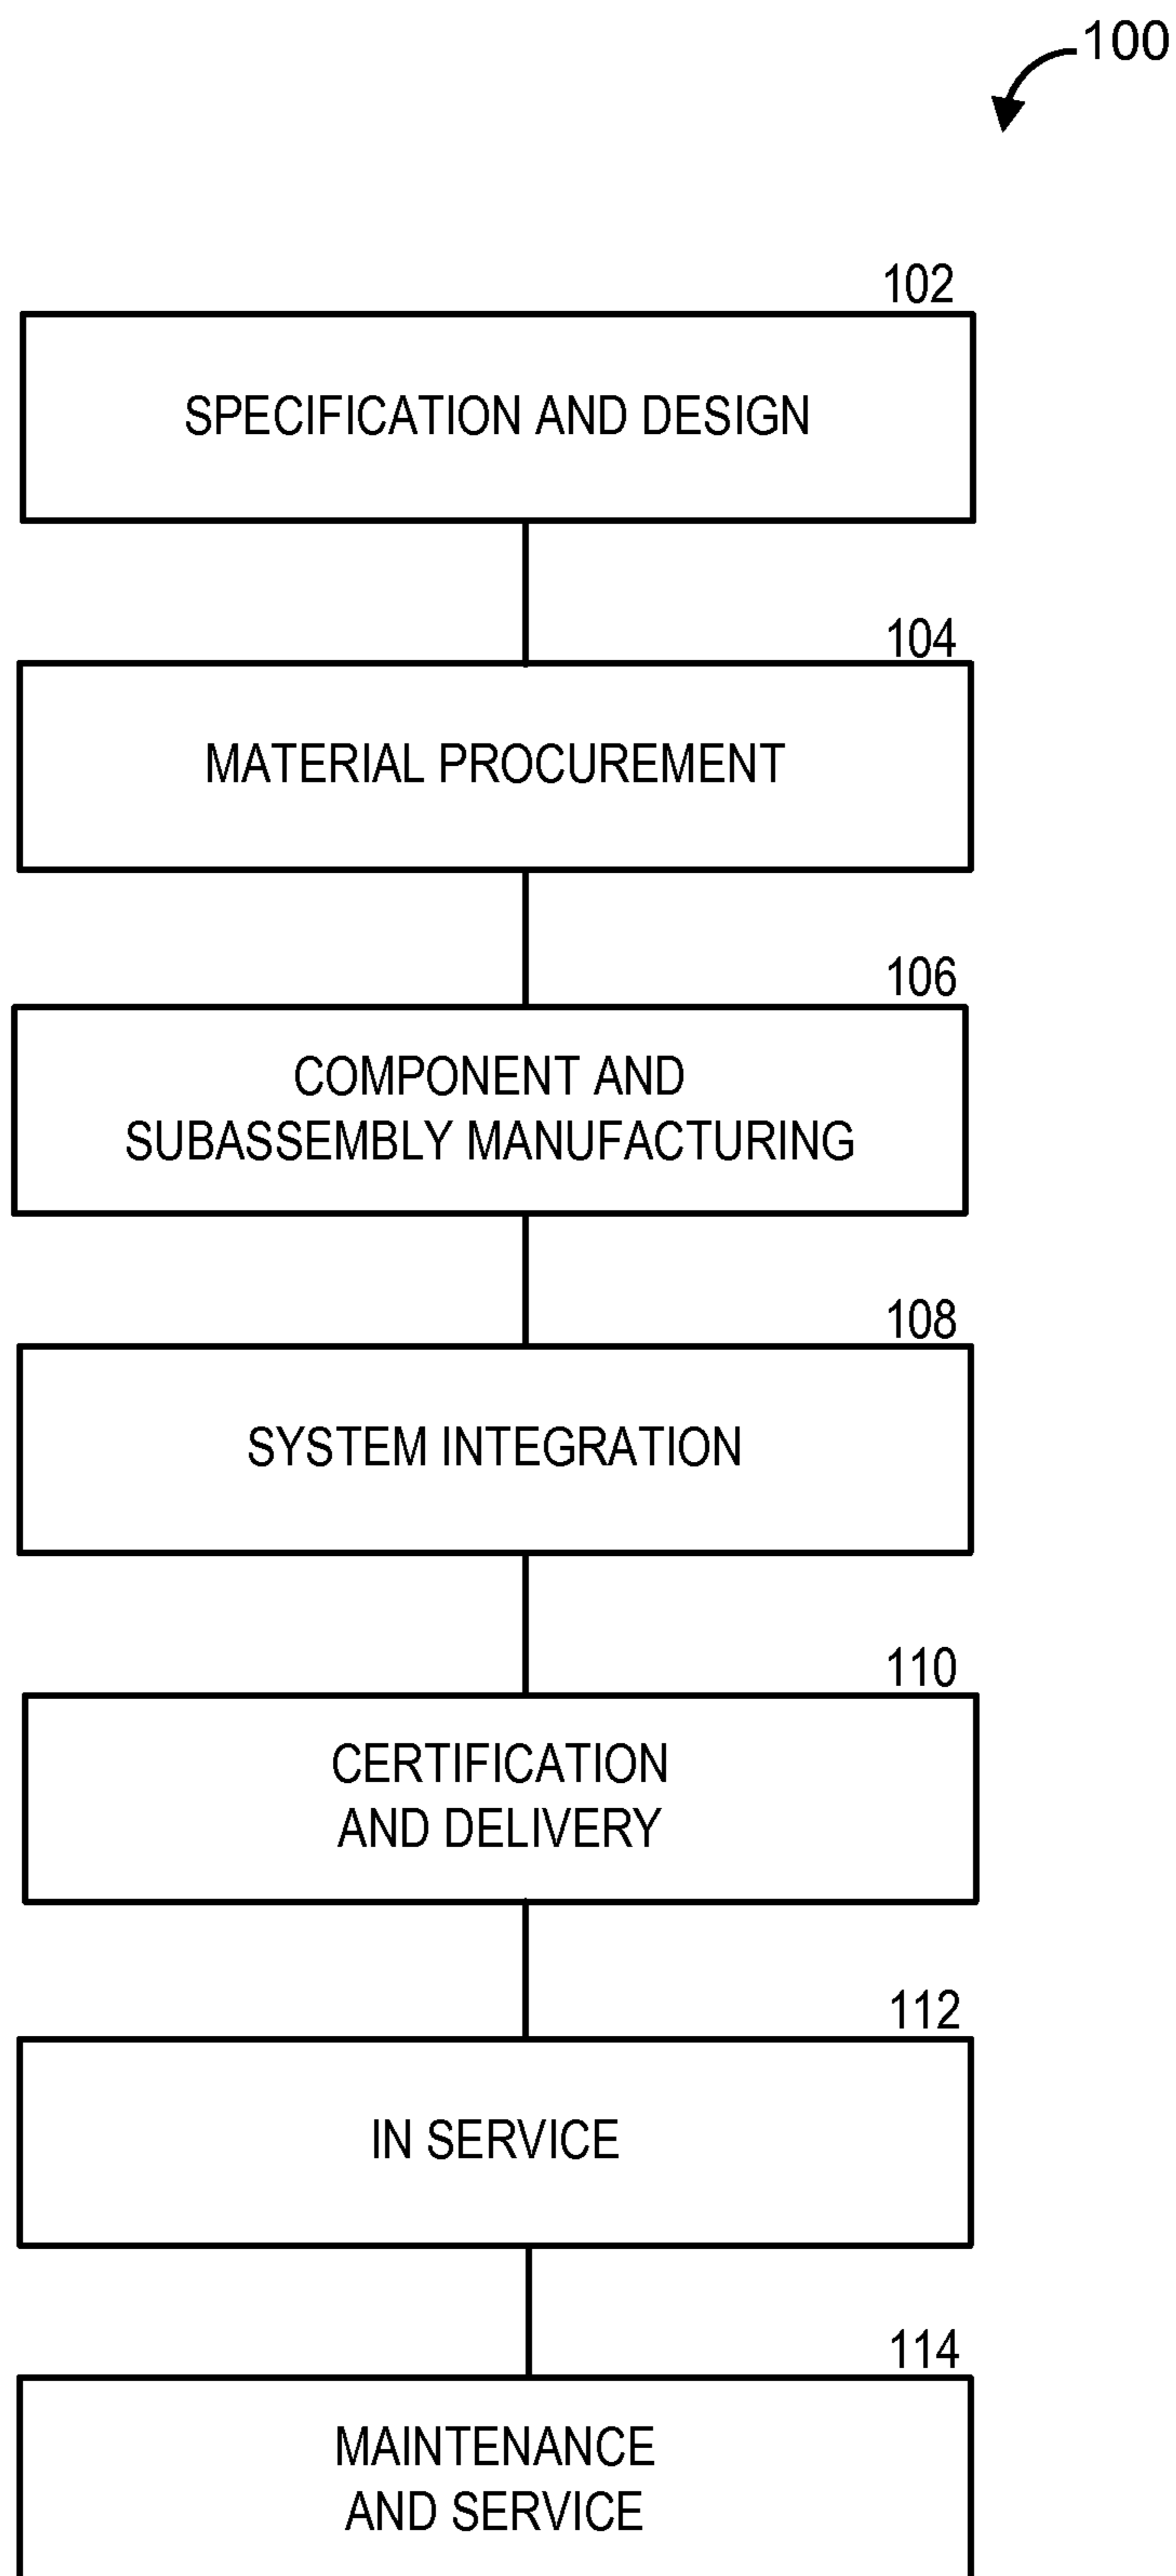 100
102
SPECIFICATION AND DESIGN
104
MATERIAL PROCUREMENT
106
COMPONENT AND
SUBASSEMBLY MANUFACTURING
108
SYSTEM INTEGRATION
110
CERTIFICATION
AND DELIVERY
112
IN SERVICE
114
MAINTENANCE
AND SERVICE